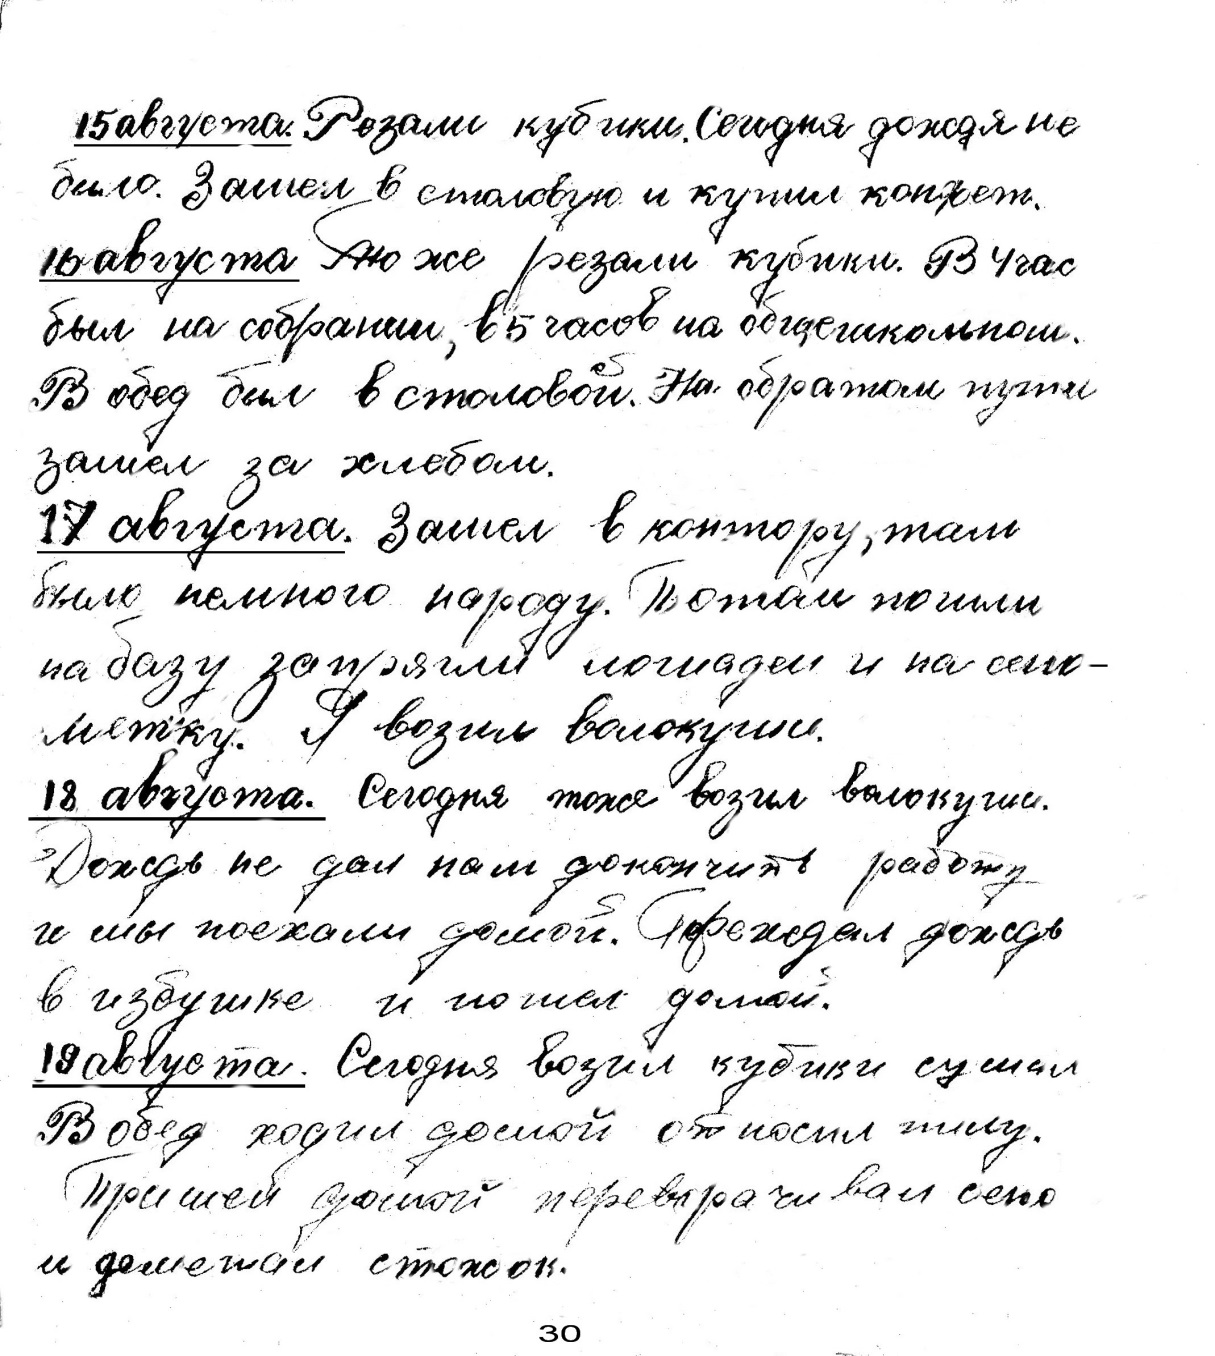 15 августа. Резали кубики. Сегодня дождя не
было. Зашел в столовую и купил конфет.
16 августа Тоже резали кубики. В 4 час
был на собрании, в 5 часов на общешкольном.
В обед был в столовой. На обратом пути
зашел за хлебом.
17 августа. Зашел в контору, там
было немного народу. Потом пошли
на базу запрягли лошадей и на сено-
метку. Я возил волокуши.
18 августа. Сегодня тоже возил волокуши.
Дождь не дал нам докончить работу
и мы поехали домой. Переждал дождь
в избушке и пошел домой.
19 августа. Сегодня возил кубики сушил
В обед ходил домой относил пилу.
Пришел домой переворачивал сено
и дометал стожок.
30